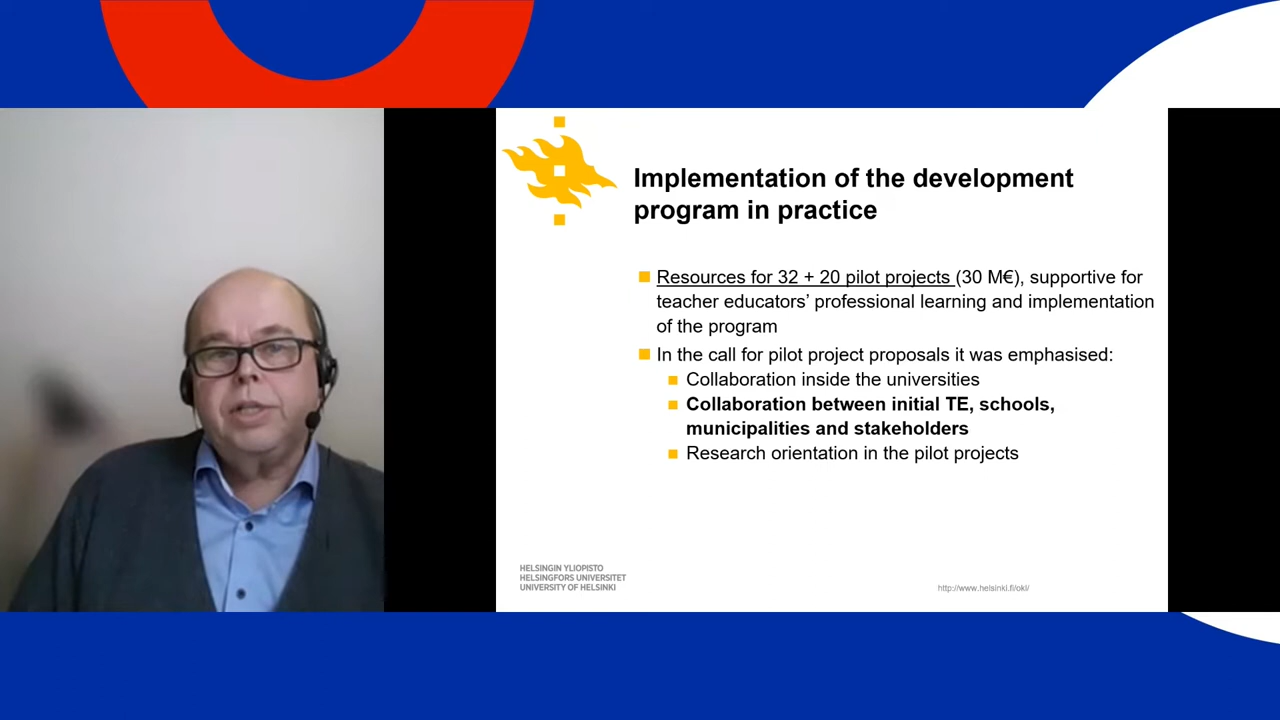 Implementation of the development
program in practice
Resources for 32 + 20 pilot projects (30 M€), supportive for
teacher educators’ professional learning and implementation
of the program
In the call for pilot project proposals it was emphasised:
Collaboration inside the universities
Collaboration between initial TE, schools,
municipalities and stakeholders
Research orientation in the pilot projects
HELSINGIN YLIOPISTO
HELSINGFORS UNIVERSITET
UNIVERSITY OF HELSINKI
http://www.helsinki.fi/okl/